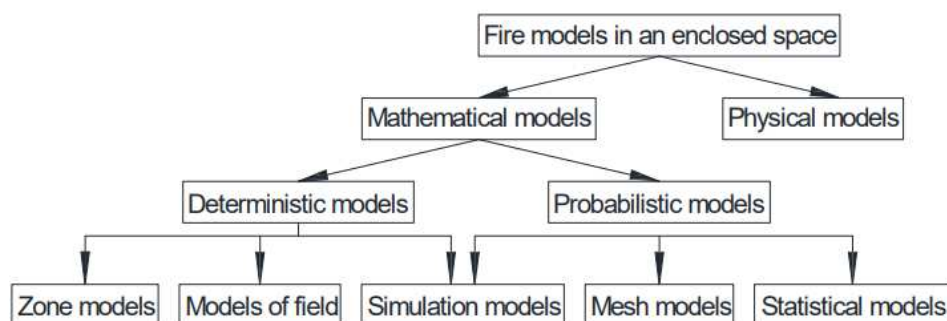 Fire models in an enclosed space
Mathematical models
Physical models
Deterministic models
Probabilistic models
Zone models
Models of field
Simulation models
Mesh models
Statistical models